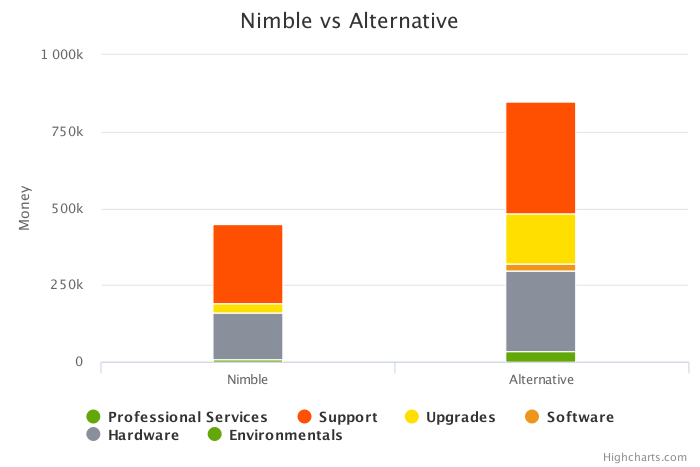 Nimble vs Alternative
1 000k
750k
500k
250k
0
Money
Nimble
Alternative
Professional Services
Support
Upgrades
Software
Hardware
Environmentals
Highcharts.com